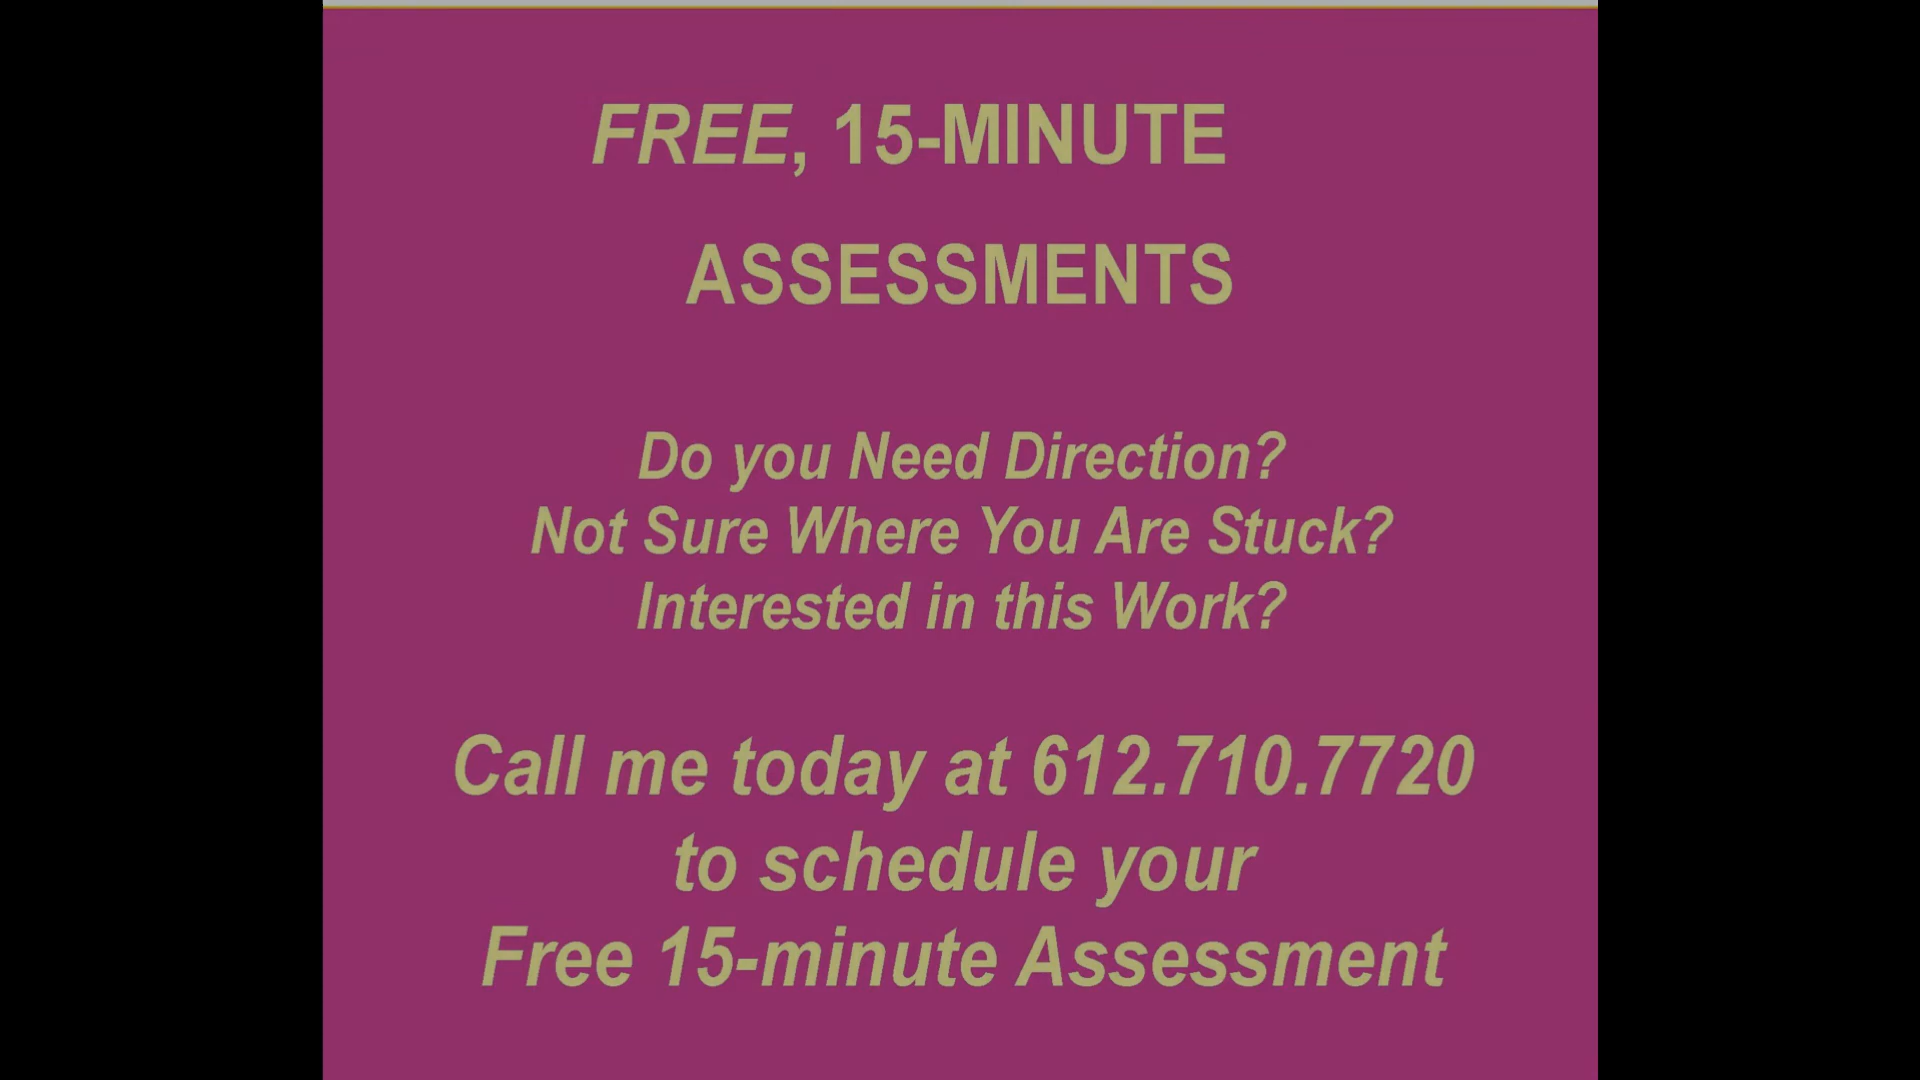 FREE, 15-MINUTE
ASSESSMENTS
Do you Need Direction?
Not Sure Where You Are Stuck?
Interested in this Work?
Call me today at 612.710.7720
to schedule your
Free 15-minute Assessment